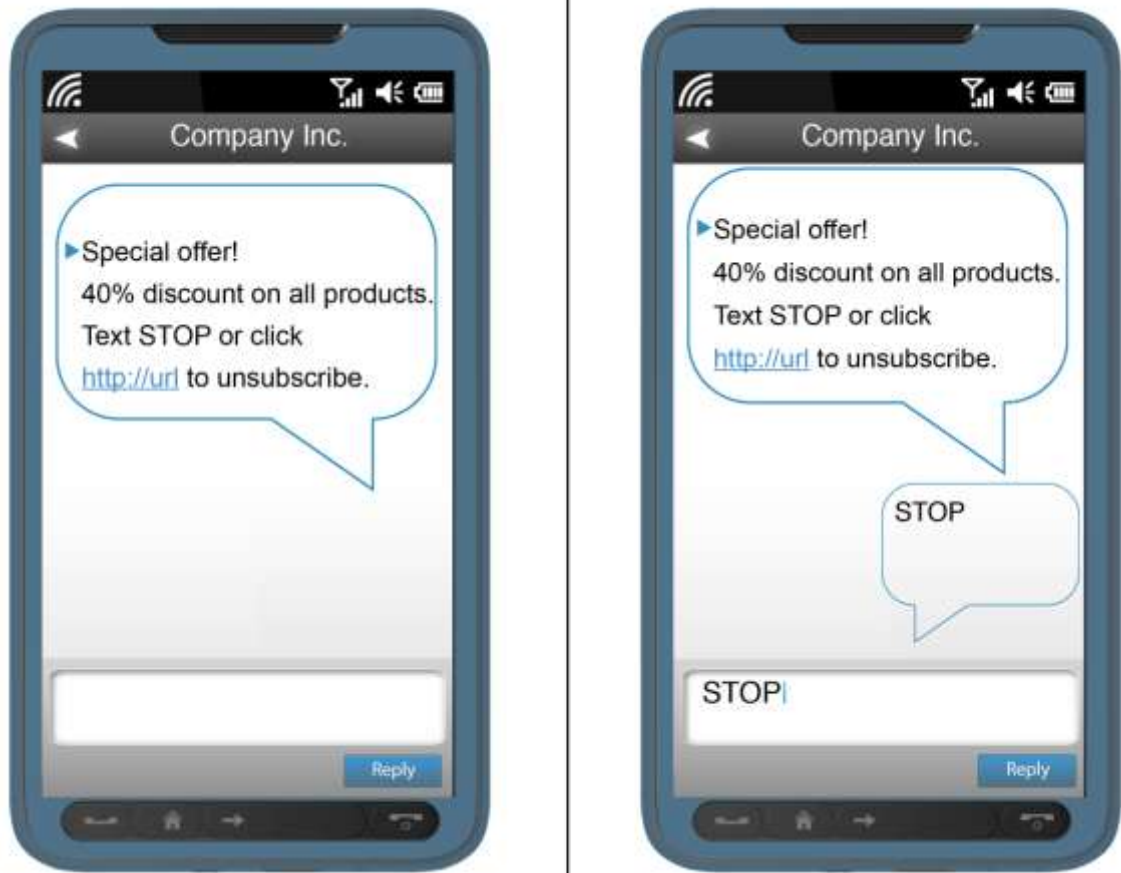 Company Inc.
Special offer!
40% discount on all products.
Text STOP or click
http://url to unsubscribe.
Reply
Company Inc.
Special offer!
40% discount on all products.
Text STOP or click
http://url to unsubscribe.
STOP
STOP
Reply